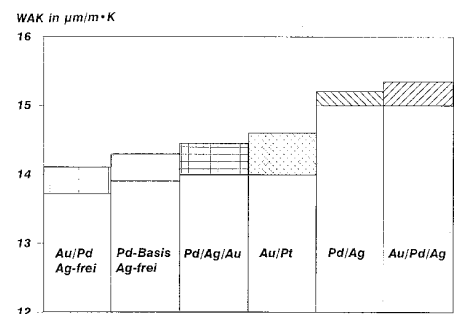 WAK in µm/m•K
16
15
14
13
12
Au/Pd
Ag-frei
Pd-Basis
Ag-frei
Pd/Ag/Au
Au/Pt
Pd/Ag
Au/Pd/Ag